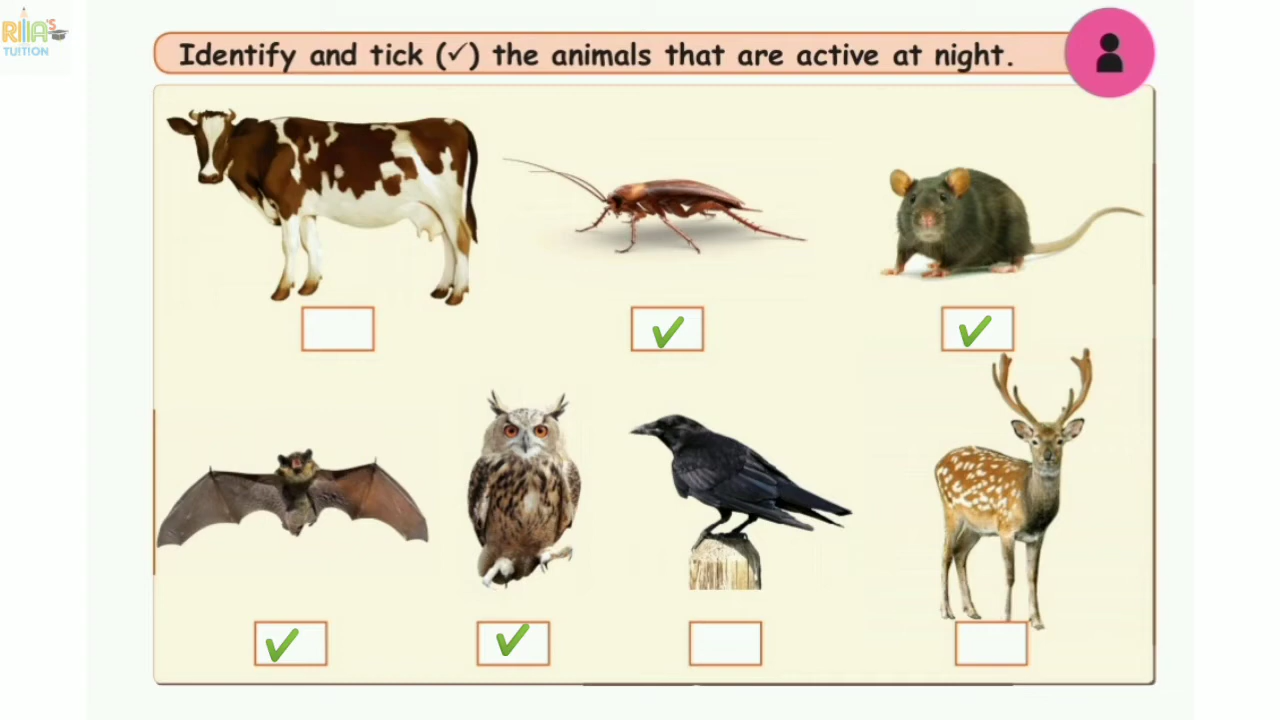 RIIA'S
TUITION
Identify and tick (✓) the animals that are active at night.